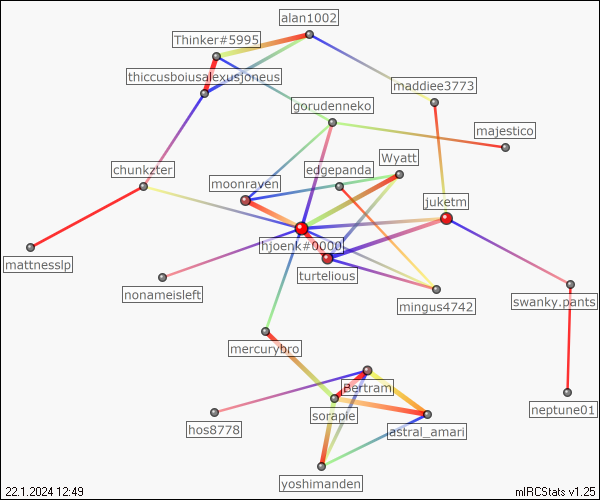 alan1002
Thinker#5995
thiccusboiusalexusjoneus
maddiee3773
gorudenneko
majestico
Wyatt
chunkzter
edgepanda
moonraven
juketm
hjoenk#0000
mattnesslp
turtelious
nonameisleft
mingus4742
swanky.pants
mercurybro
Bertram
neptune01
sorapie
hos8778
astral_amari
yoshimanden
22.1.2024 12:49
mIRCStats v1.25